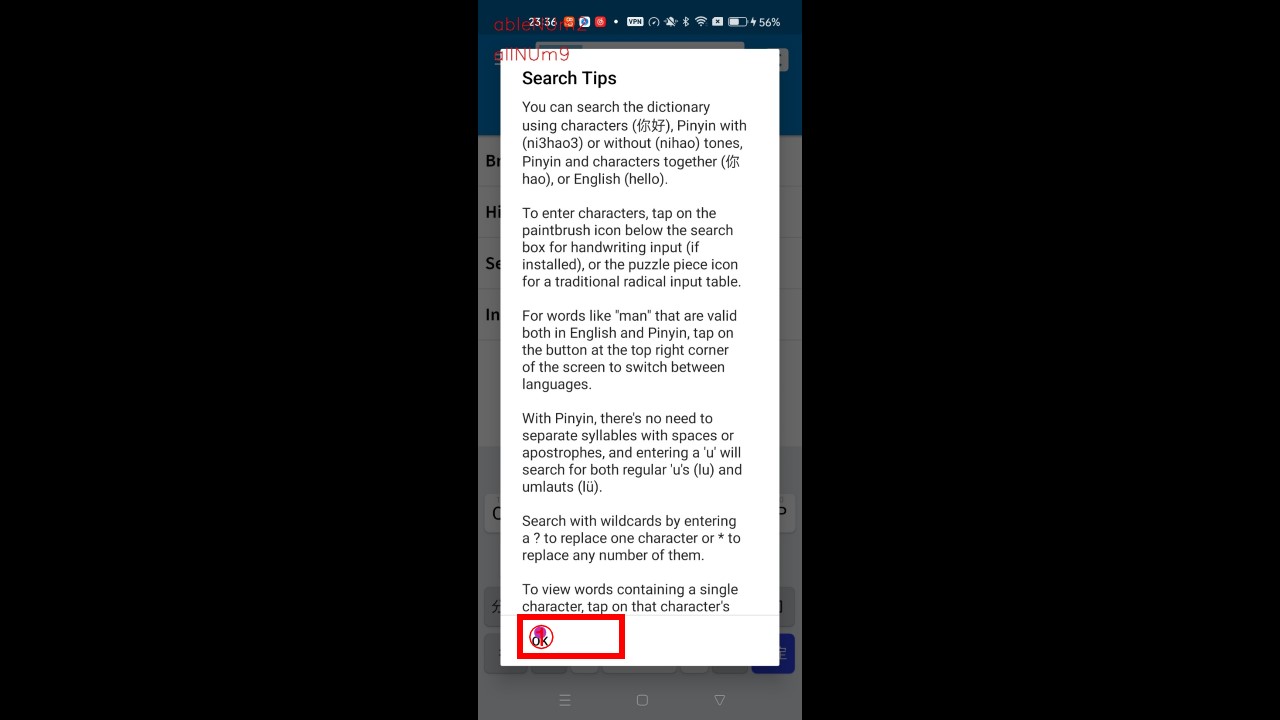 ableNUm2
23:36
VPN
56%
allNUm9
Search Tips
You can search the dictionary
using characters (你好), Pinyin with
(ni3hao3) or without (nihao) tones,
Pinyin and characters together (你
hao), or English (hello).
To enter characters, tap on the
paintbrush icon below the search
box for handwriting input (if
installed), or the puzzle piece icon
for a traditional radical input table.
For words like "man" that are valid
both in English and Pinyin, tap on
the button at the top right corner
of the screen to switch between
languages.
With Pinyin, there's no need to
separate syllables with spaces or
apostrophes, and entering a 'u' will
search for both regular 'u's (lu) and
umlauts (lü).
Search with wildcards by entering
a ? to replace one character or * to
replace any number of them.
To view words containing a single
character, tap on that character's
Br
Hi
Se
In
P
OK